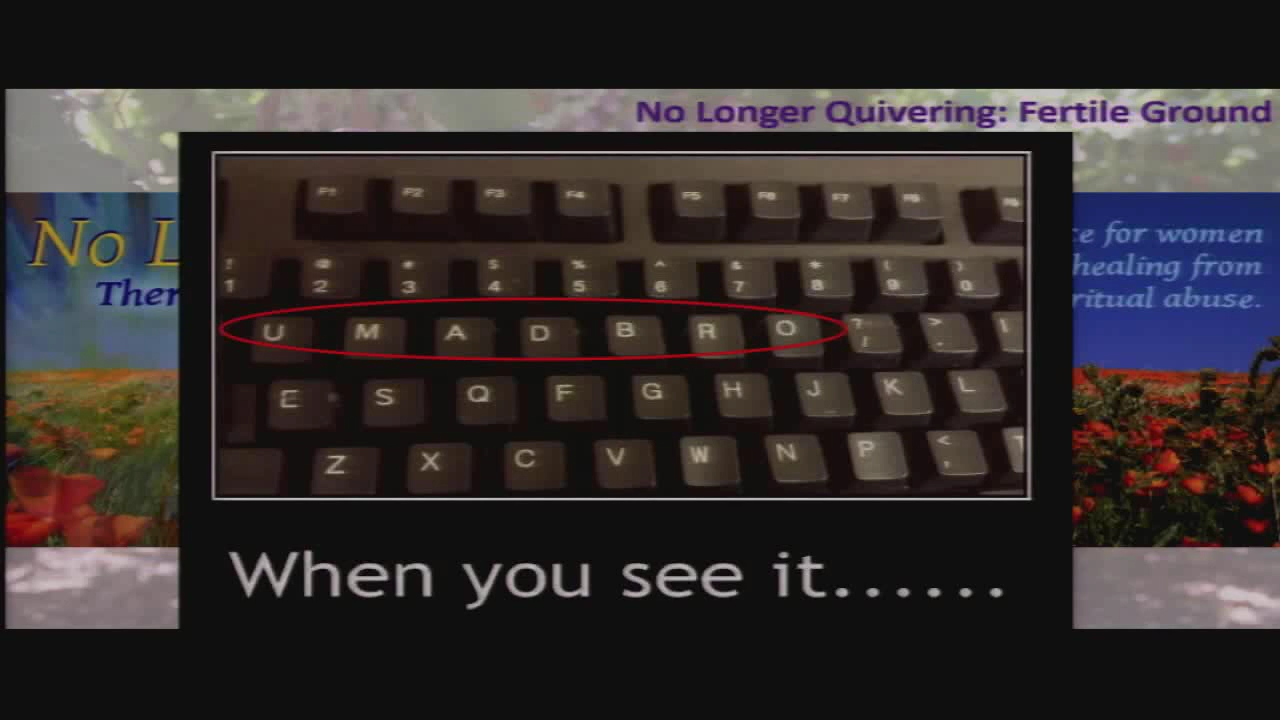 No Longer Quivering: Fertile Ground
No L
Ther
ce for women
healing from
ritual abuse.
F1 F2 F3 F4 F5 F6 F7 F8 F9
! @ # $ % ^ & * ( )
1 2 3 4 5 6 7 8 9 0
U M A D B R O ? / > .
E S Q F G H J K L
Z X C V W N P < ,
When you see it......